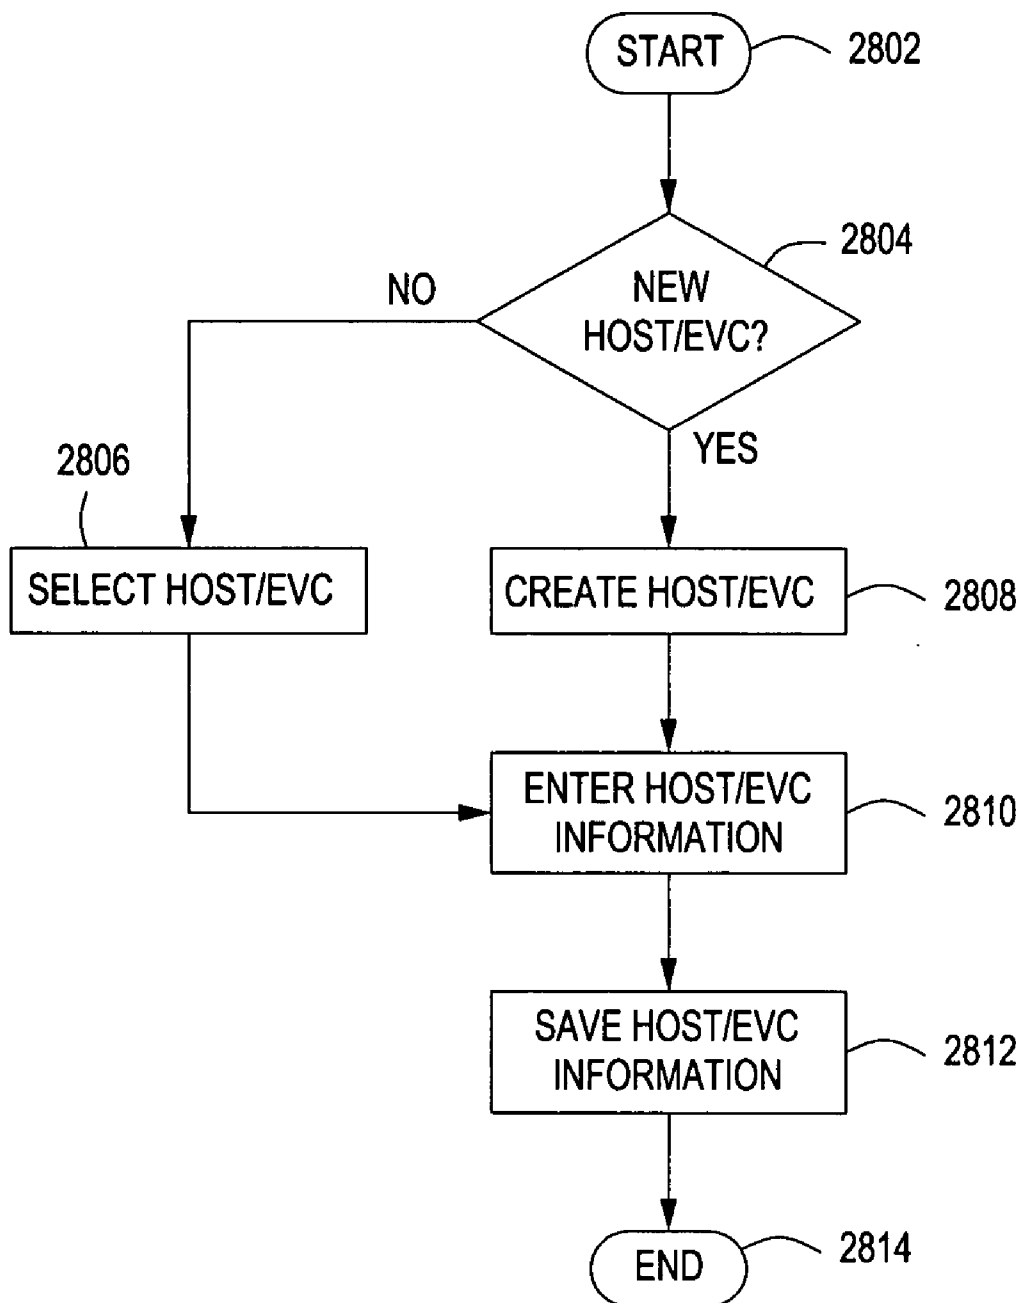 START
2802
2804
NEW
HOST/EVC?
NO
YES
2806
SELECT HOST/EVC
CREATE HOST/EVC
2808
ENTER HOST/EVC
INFORMATION
2810
SAVE HOST/EVC
INFORMATION
2812
END
2814